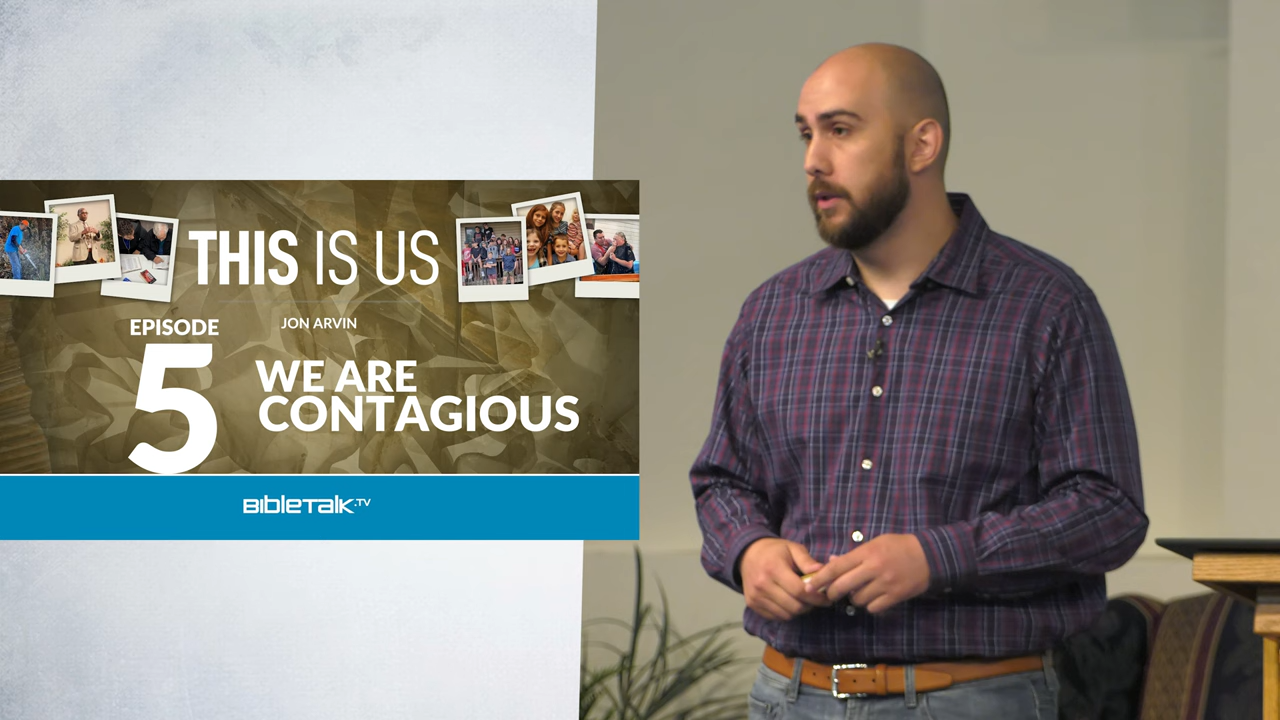 THIS IS US
JON ARVIN
EPISODE
5
WE ARE
CONTAGIOUS
BIBLETALK.TV